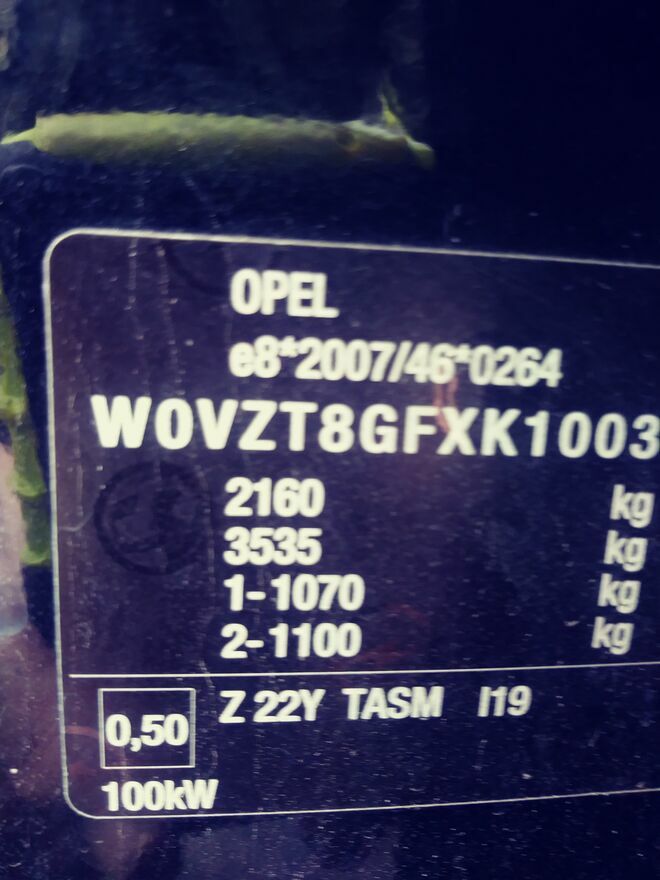 OPEL
e8*2007/46*0264
W0VZT8GFXK1003
2160 kg
3535 kg
1-1070 kg
2-1100 kg
Z 22Y TASM I19
0,50
100kW